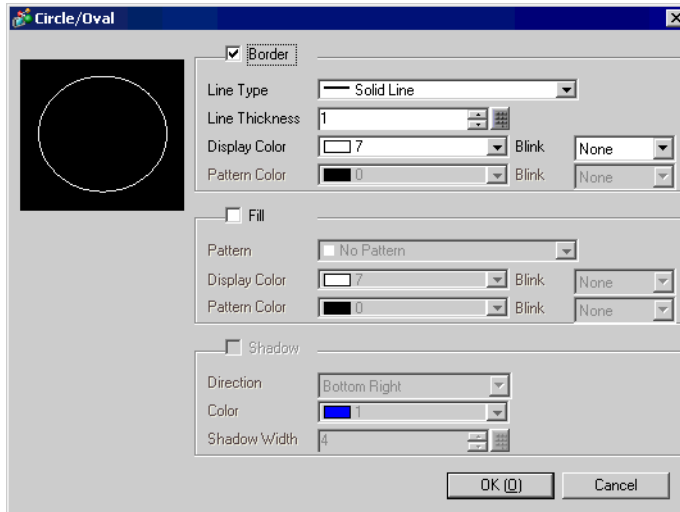 Circle/Oval
Border
Line Type Solid Line
Line Thickness 1
Display Color 7 Blink None
Pattern Color 0 Blink None
Fill
Pattern No Pattern
Display Color 7 Blink None
Pattern Color 0 Blink None
Shadow
Direction Bottom Right
Color 1
Shadow Width 4
OK (O) Cancel